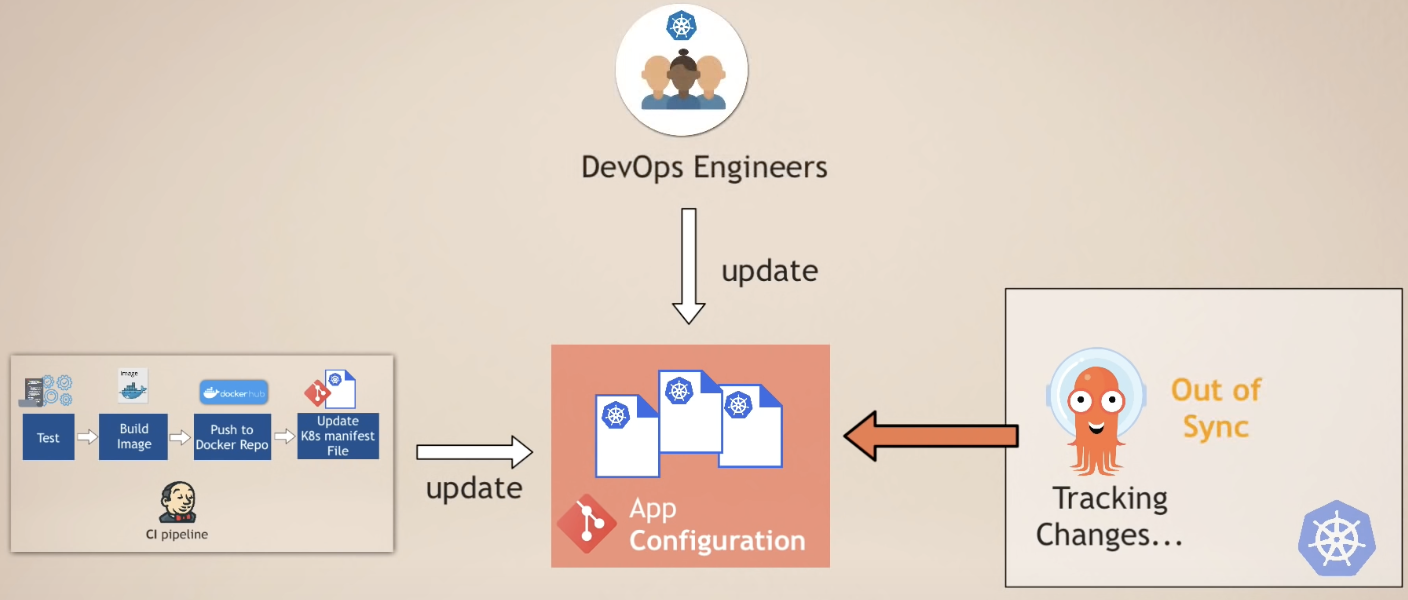 DevOps Engineers
update
Image
docker hub
Test
Build
Image
Push to
Docker Repo
Update
K8s manifest
File
CI pipeline
update
App
Configuration
Out of
Sync
Tracking
Changes...